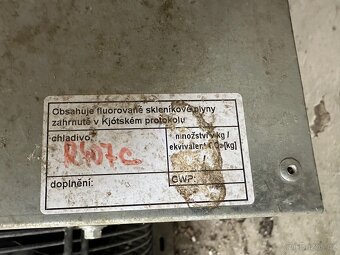 Obsahuje fluorované skleníkové plyny
zahrnuté v Kjótském protokolu
chladivo:
R407c
množství v kg /
ekvivalent CO2[kg]
/
doplnění:
GWP: